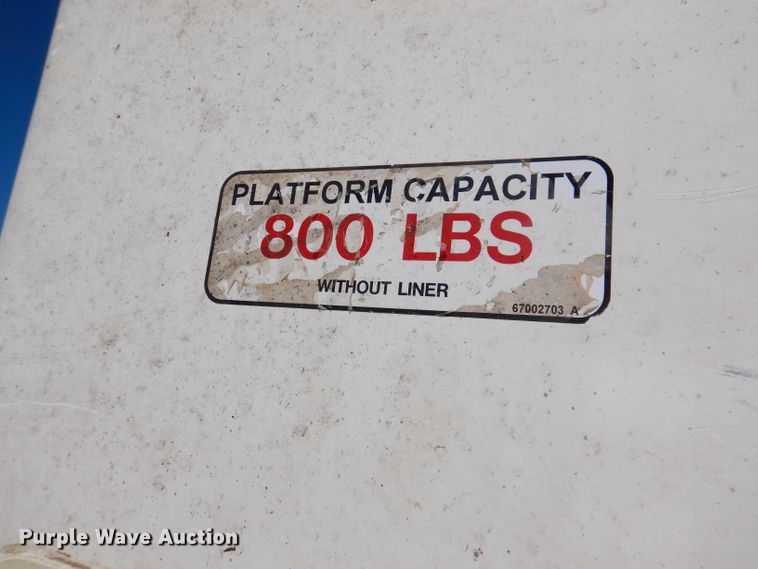 PLATFORM CAPACITY
800 LBS
WITHOUT LINER
67002703 A
Purple Wave Auction